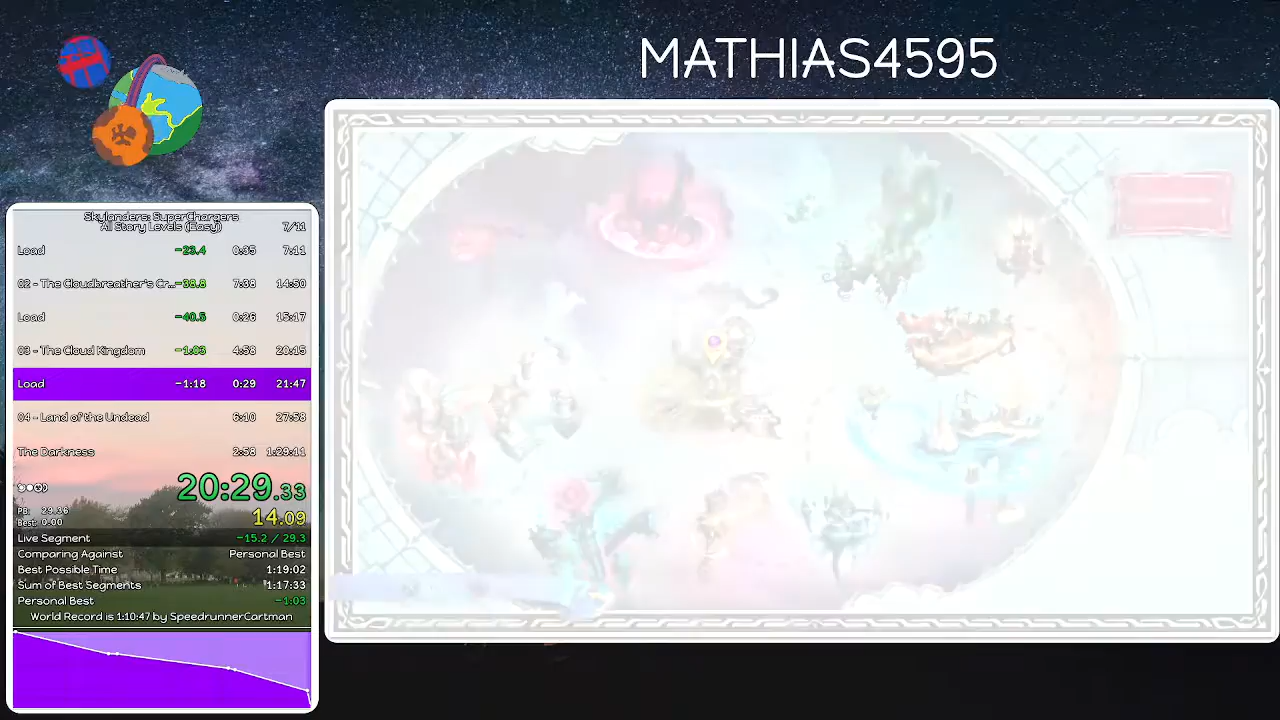 MATHIAS4595
Skylanders: SuperChargers
All Story Levels (Easy) 7/11
Load -23.4 0:35 7:11
02 - The Cloudbreather's Cr... -38.8 7:38 14:50
Load -40.5 0:26 15:17
03 - The Cloud Kingdom -1:03 4:58 20:15
Load -1:18 0:29 21:47
04 - Land of the Undead 6:10 27:58
The Darkness 2:58 1:29:11
20:29.33
PB: 29.36
Best: 0:00
14.09
Live Segment -15.2 / 29.3
Comparing Against Personal Best
Best Possible Time 1:19:02
Sum of Best Segments 1:17:33
Personal Best -1:03
World Record is 1:10:47 by SpeedrunnerCartman